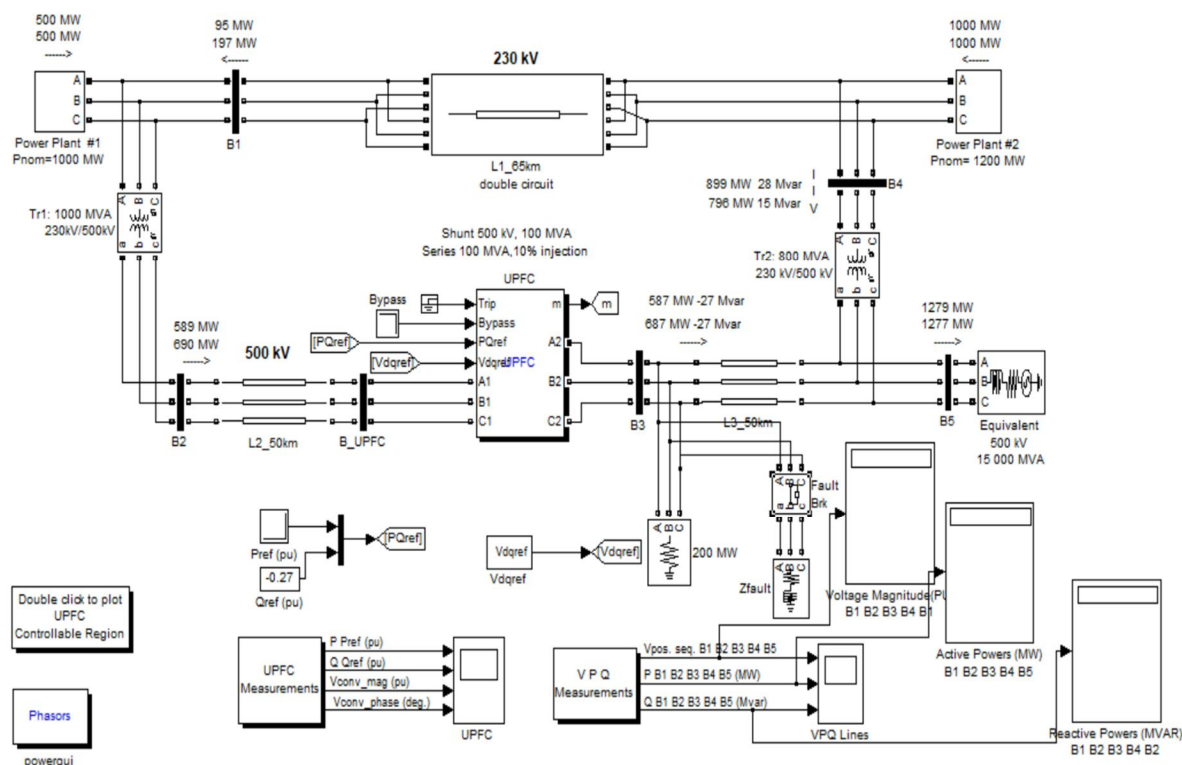 500 MW
500 MW
------>
95 MW
197 MW
<------
230 kV
1000 MW
1000 MW
<------
A
B
C
Power Plant #1
Pnom=1000 MW
B1
L1_65km
double circuit
A
B
C
Power Plant #2
Pnom= 1200 MW
899 MW 28 Mvar
796 MW 15 Mvar
|
|
V
B4
Tr1: 1000 MVA
230kV/500kV
A B C
a b c
Shunt 500 kV, 100 MVA
Series 100 MVA,10% injection
UPFC
Tr2: 800 MVA
230 kV/500 kV
A B C
a b c
Bypass
Trip
Bypass
PQref
Vdqref
UPFC
A1
B1
C1
m
A2
B2
C2
m
[PQref]
[Vdqref]
589 MW
690 MW
------>
500 kV
587 MW -27 Mvar
687 MW -27 Mvar
------>
1279 MW
1277 MW
------>
B2
L2_50km
B_UPFC
B3
L3_50km
B5
A
B
C
Equivalent
500 kV
15 000 MVA
A B C
a b c
Fault
Brk
Pref (pu)
-0.27
Qref (pu)
[PQref]
Vdqref
Vdqref
[Vdqref]
A B C
200 MW
A B C
Zfault
Voltage Magnitude(PU
B1 B2 B3 B4 B1
Active Powers (MW)
B1 B2 B3 B4 B5
Reactive Powers (MVAR)
B1 B2 B3 B4 B2
Double click to plot
UPFC
Controllable Region
Phasors
powergui
UPFC
Measurements
P Pref (pu)
Q Qref (pu)
Vconv_mag (pu)
Vconv_phase (deg.)
UPFC
V P Q
Measurements
Vpos. seq. B1 B2 B3 B4 B5
P B1 B2 B3 B4 B5 (MW)
Q B1 B2 B3 B4 B5 (Mvar)
VPQ Lines